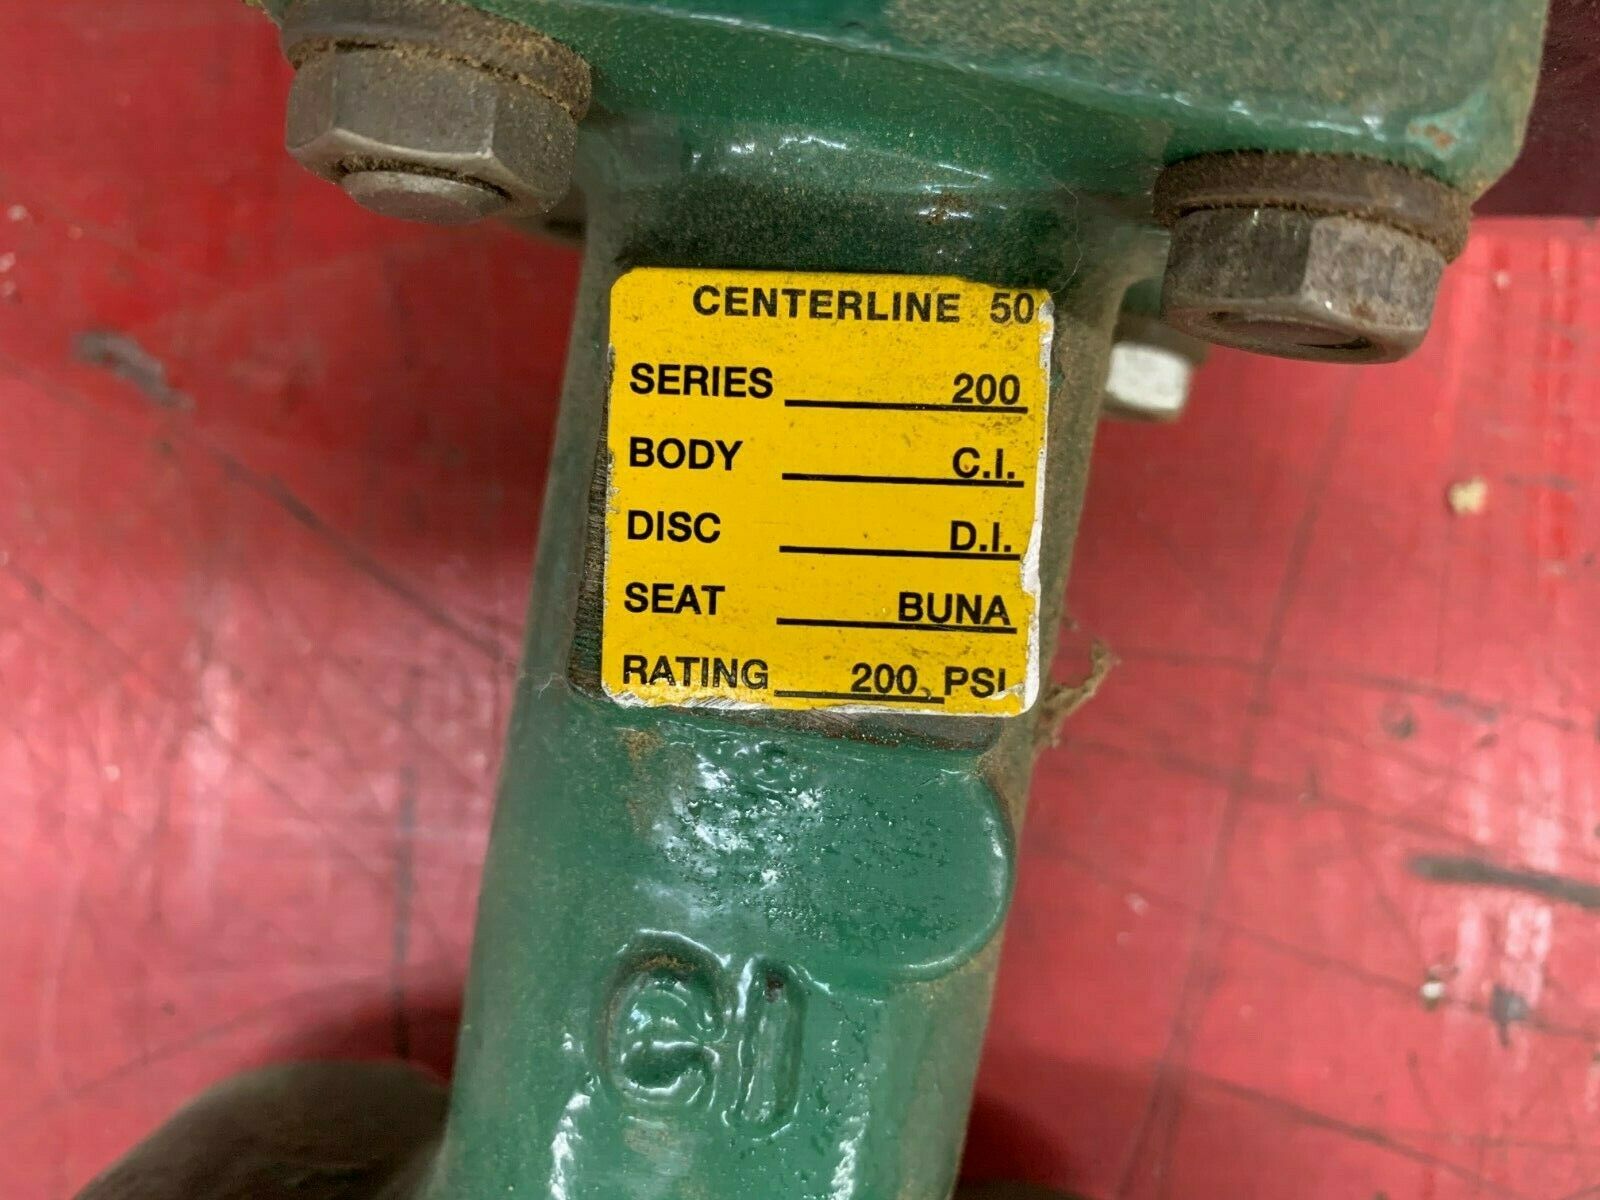 CENTERLINE 50
SERIES 200
BODY C.I.
DISC D.I.
SEAT BUNA
RATING 200 PSI
CI